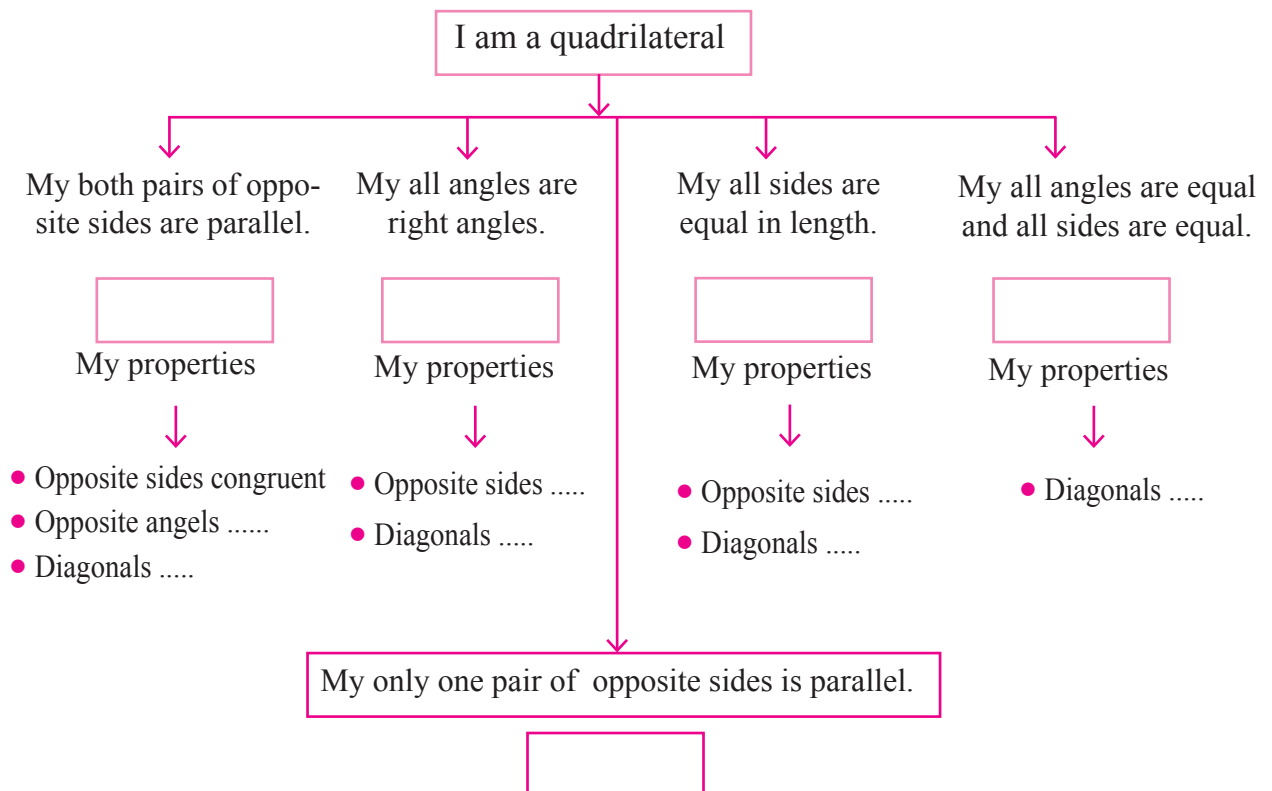 I am a quadrilateral
My both pairs of oppo-
site sides are parallel.
My all angles are
right angles.
My all sides are
equal in length.
My all angles are equal
and all sides are equal.
My properties
My properties
My properties
My properties
• Opposite sides congruent
• Opposite angels ......
• Diagonals .....
• Opposite sides .....
• Diagonals .....
• Opposite sides .....
• Diagonals .....
• Diagonals .....
My only one pair of opposite sides is parallel.